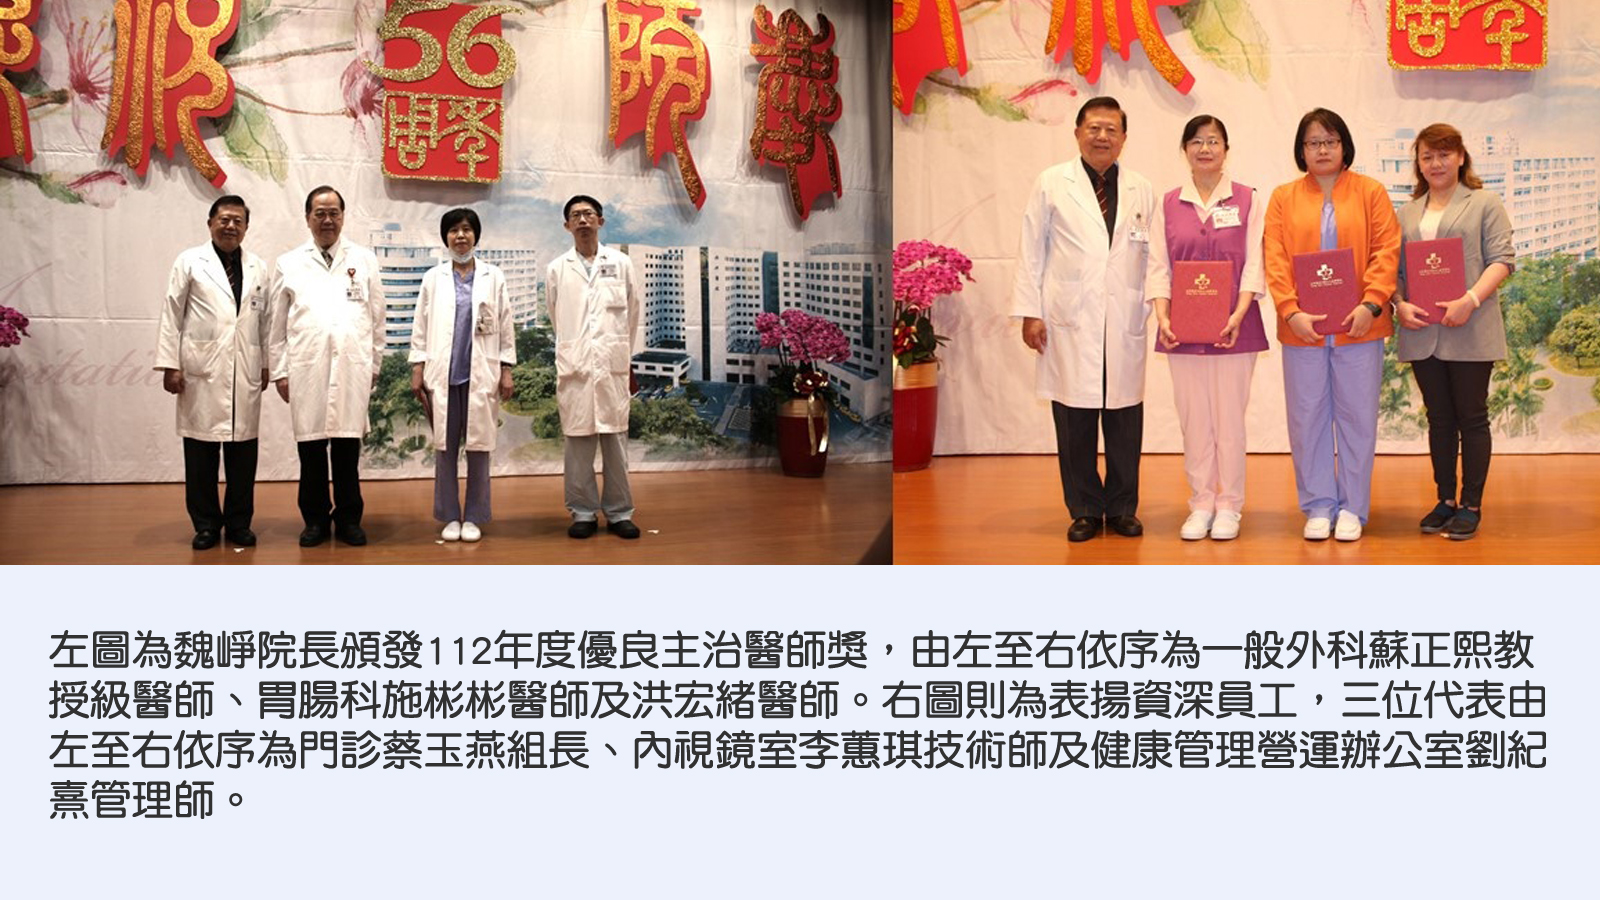 祝 56 院慶
週年
週年
左圖為魏崢院長頒發112年度優良主治醫師獎，由左至右依序為一般外科蘇正熙教
授級醫師、胃腸科施彬彬醫師及洪宏緒醫師。右圖則為表揚資深員工，三位代表由
左至右依序為門診蔡玉燕組長、內視鏡室李蕙琪技術師及健康管理營運辦公室劉紀
熹管理師。